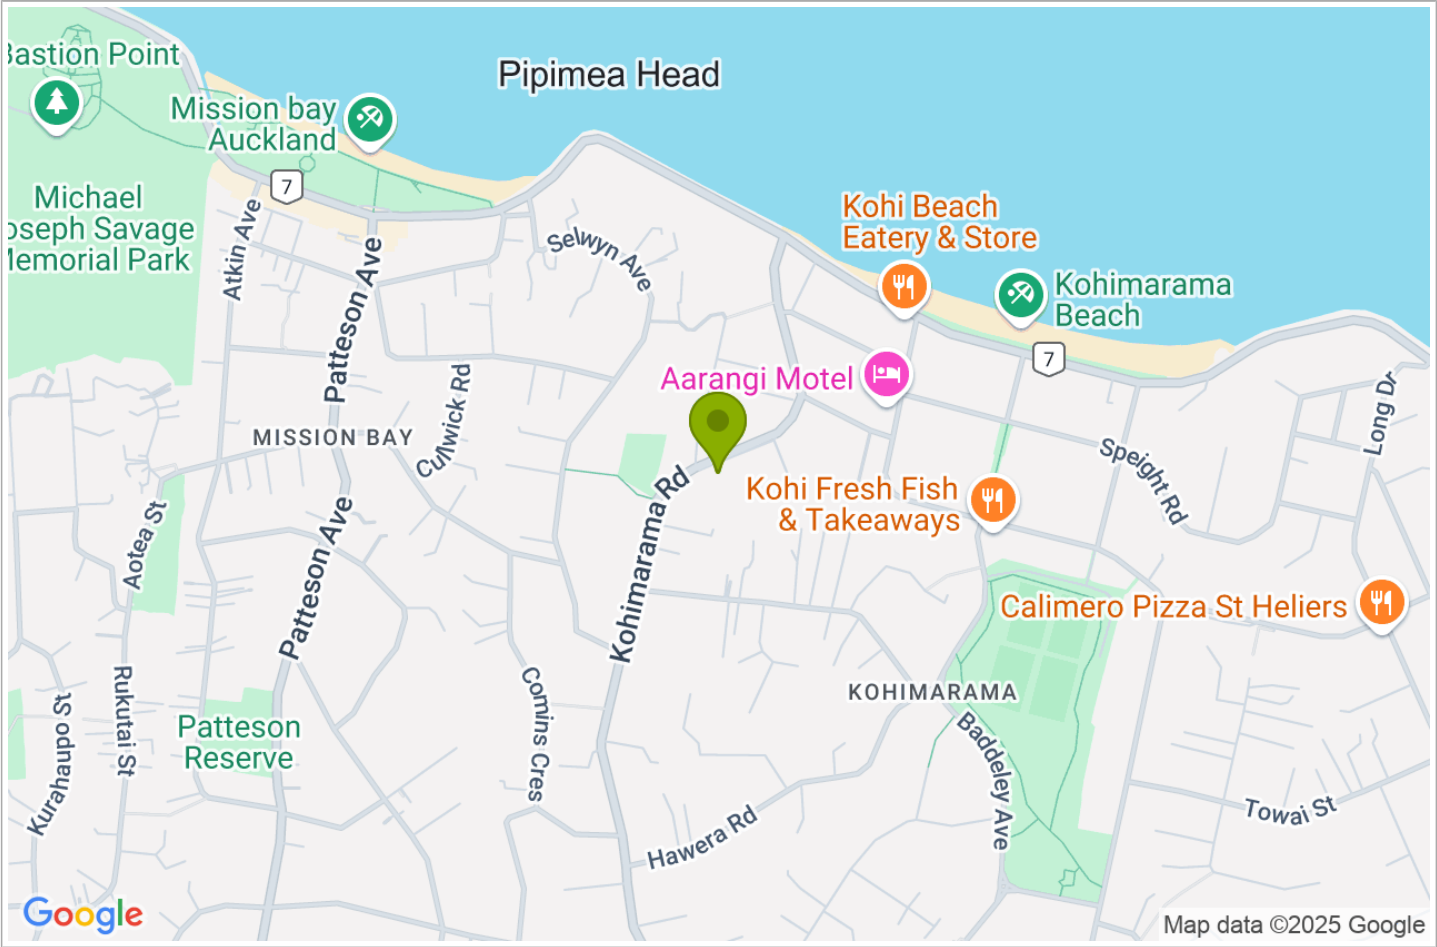 Bastion Point
Pipimea Head
Mission bay
Auckland
7
Michael
Joseph Savage
Memorial Park
Kohi Beach
Eatery & Store
Atkin Ave
Patteson Ave
Selwyn Ave
Kohimarama
Beach
7
Aarangi Motel
Long Dr
MISSION BAY
Cullwick Rd
Speight Rd
Kohimarama Rd
Kohi Fresh Fish
& Takeaways
Aotea St
Patteson Ave
Calimero Pizza St Heliers
KOHIMARAMA
Rukutai St
Kurahaupo St
Comins Cres
Patteson
Reserve
Baddeley Ave
Towai St
Hawera Rd
Google
Map data ©2025 Google